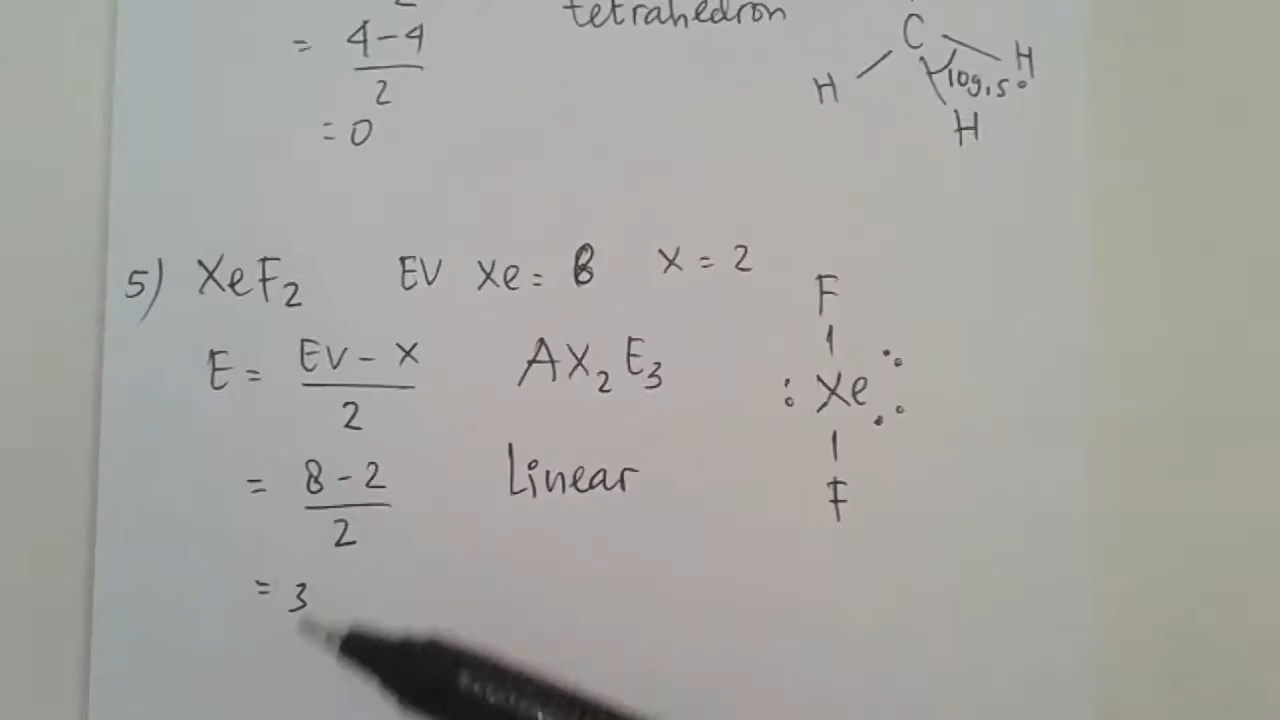 = 4-4
2
= 0
tetrahedron
C
H
H
109,5°
H
5) XeF₂ EV Xe = 8 X = 2
E = EV - X
2
AX₂E₃
= 8 - 2
2
Linear
= 3
F
|
: Xe : :
|
F